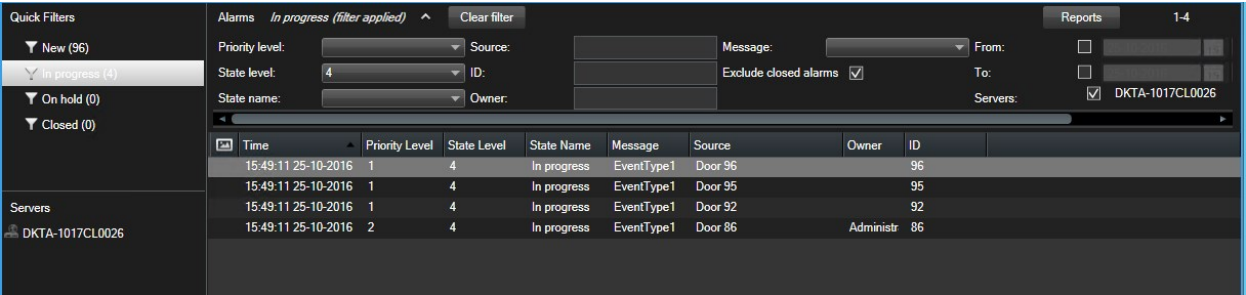 Quick Filters
New (96)
In progress (4)
On hold (0)
Closed (0)
Servers
DKTA-1017CL0026
Alarms In progress (filter applied) Clear filter Reports 1-4
Priority level: Source: Message: From:
State level: 4 ID: Exclude closed alarms To:
State name: Owner: Servers: DKTA-1017CL0026
Time Priority Level State Level State Name Message Source Owner ID
15:49:11 25-10-2016 1 4 In progress EventType1 Door 96 96
15:49:11 25-10-2016 1 4 In progress EventType1 Door 95 95
15:49:11 25-10-2016 1 4 In progress EventType1 Door 92 92
15:49:11 25-10-2016 2 4 In progress EventType1 Door 86 Administr 86